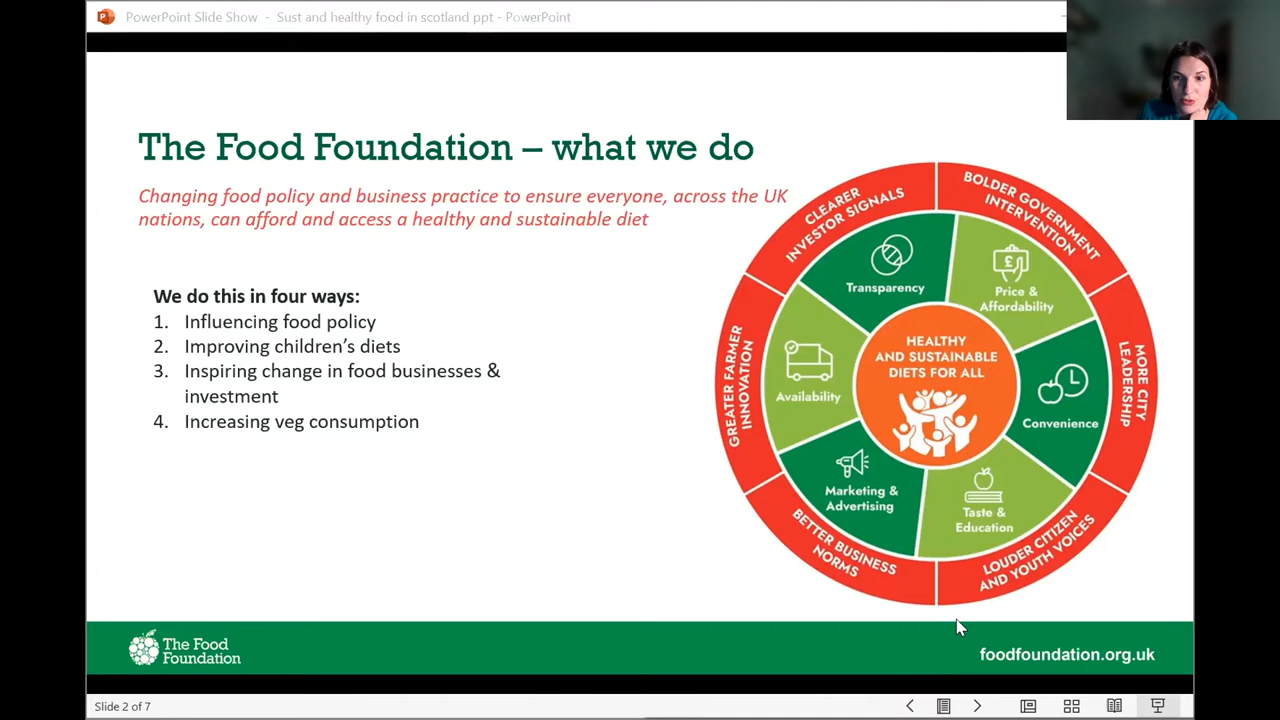 PowerPoint Slide Show - Sust and healthy food in scotland ppt - PowerPoint
The Food Foundation – what we do
Changing food policy and business practice to ensure everyone, across the UK
nations, can afford and access a healthy and sustainable diet
We do this in four ways:
1. Influencing food policy
2. Improving children’s diets
3. Inspiring change in food businesses &
investment
4. Increasing veg consumption
CLEARER
INVESTOR SIGNALS
BOLDER GOVERNMENT
INTERVENTION
MORE CITY
LEADERSHIP
LOUDER CITIZEN
AND YOUTH VOICES
BETTER BUSINESS
NORMS
GREATER FARMER
INNOVATION
Transparency
£
Price &
Affordability
Convenience
Taste &
Education
Marketing &
Advertising
Availability
HEALTHY
AND SUSTAINABLE
DIETS FOR ALL
The Food
Foundation
foodfoundation.org.uk
Slide 2 of 7